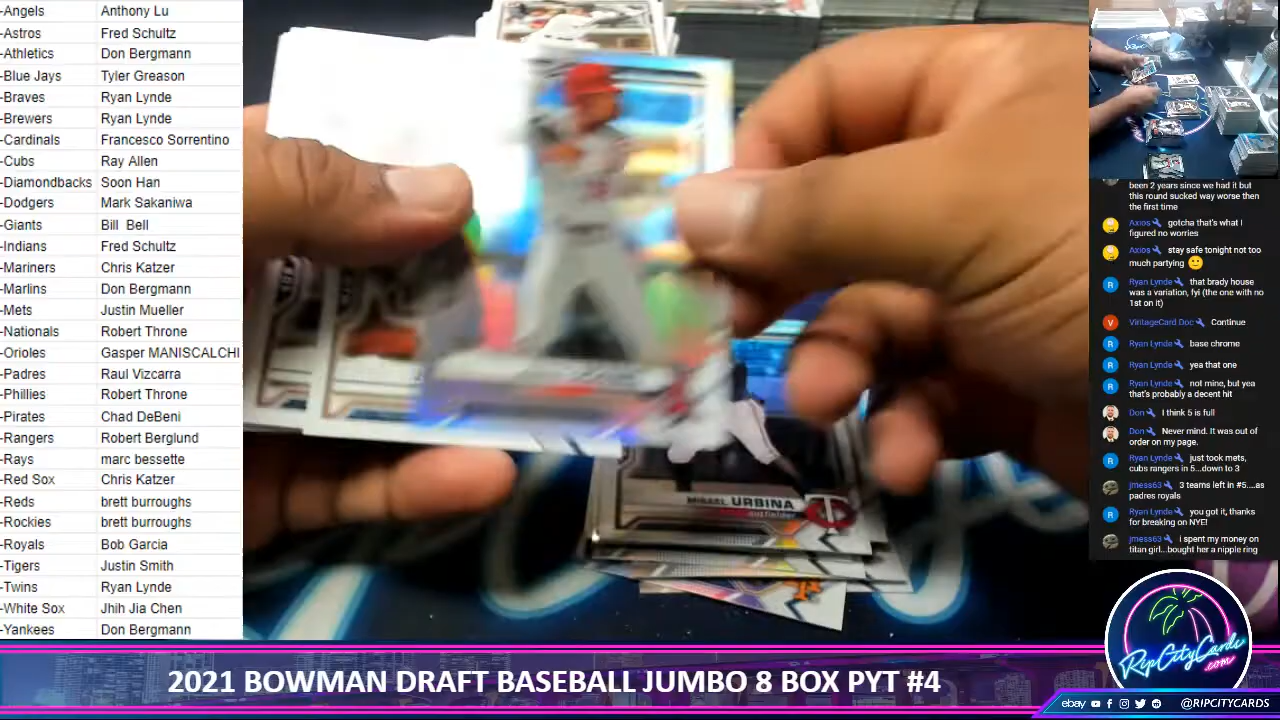 -Angels Anthony Lu
-Astros Fred Schultz
-Athletics Don Bergmann
-Blue Jays Tyler Greason
-Braves Ryan Lynde
-Brewers Ryan Lynde
-Cardinals Francesco Sorrentino
-Cubs Ray Allen
-Diamondbacks Soon Han
-Dodgers Mark Sakaniwa
-Giants Bill Bell
-Indians Fred Schultz
-Mariners Chris Katzer
-Marlins Don Bergmann
-Mets Justin Mueller
-Nationals Robert Throne
-Orioles Gasper MANISCALCHI
-Padres Raul Vizcarra
-Phillies Robert Throne
-Pirates Chad DeBeni
-Rangers Robert Berglund
-Rays marc bessette
-Red Sox Chris Katzer
-Reds brett burroughs
-Rockies brett burroughs
-Royals Bob Garcia
-Tigers Justin Smith
-Twins Ryan Lynde
-White Sox Jhih Jia Chen
-Yankees Don Bergmann
MISAEL URBINA
been 2 years since we had it but
this round sucked way worse then
the first time
Axios gotcha that's what I
figured no worries
Axios stay safe tonight not too
much partying
R Ryan Lynde that brady house
was a variation, fyi (the one with no
1st on it)
V VintageCard Doc Continue
R Ryan Lynde base chrome
R Ryan Lynde yea that one
R Ryan Lynde not mine, but yea
that's probably a decent hit
Don I think 5 is full
Don Never mind. It was out of
order on my page.
R Ryan Lynde just took mets,
cubs rangers in 5...down to 3
jmess63 3 teams left in #5....as
padres royals
R Ryan Lynde you got it, thanks
for breaking on NYE!
jmess63 i spent my money on
titan girl...bought her a nipple ring
RipCityCards
.com
2021 BOWMAN DRAFT BASEBALL JUMBO 8 BOX PYT #4
ebay @RIPCITYCARDS